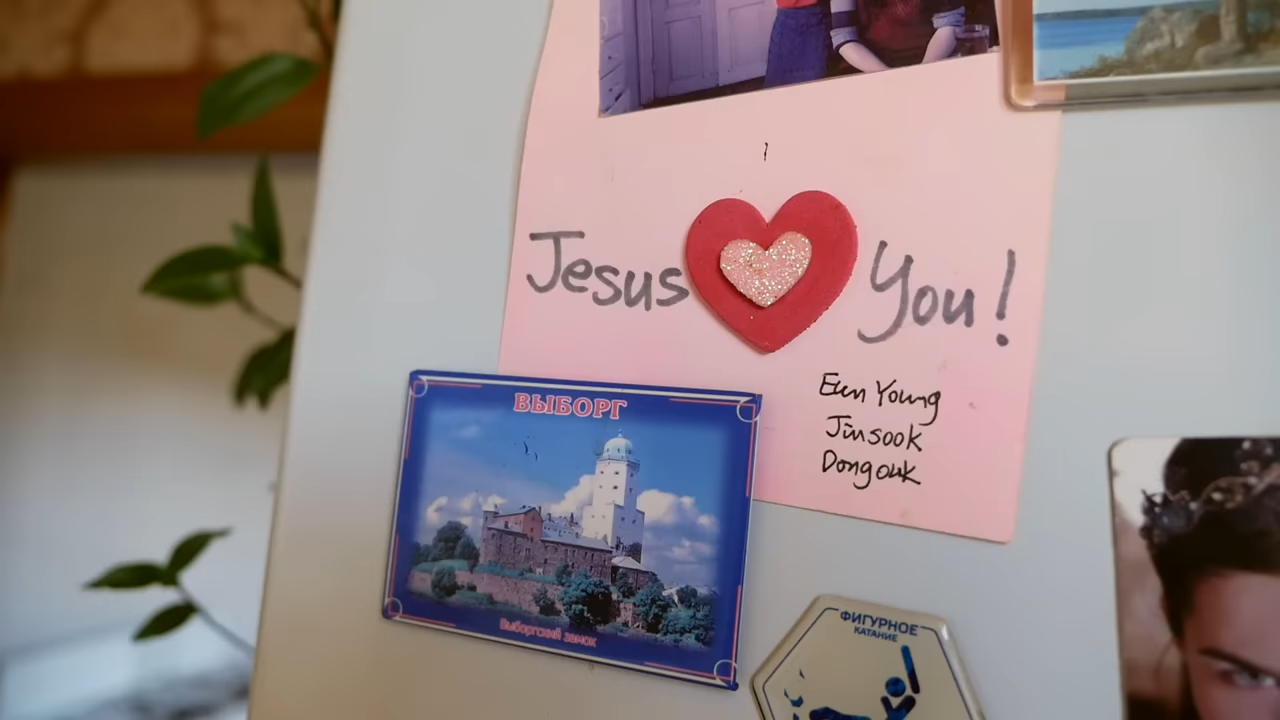 Jesus You!
Eun Young
Jinsook
Dongouk
ВЫБОРГ
Выборгский замок
ФИГУРНОЕ
КАТАНИЕ